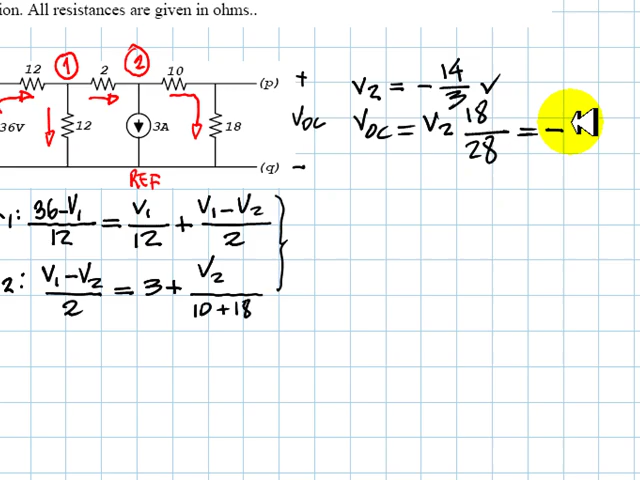 ion. All resistances are given in ohms..
12 ① 2 ② 10 (p) +
36V 12 3A 18 Voc
REF (q) -
V₂ = - 14/3 V
Voc = V₂ 18/28 = -
1: (36-V₁)/12 = V₁/12 + (V₁-V₂)/2
2: (V₁-V₂)/2 = 3 + V₂/(10+18)